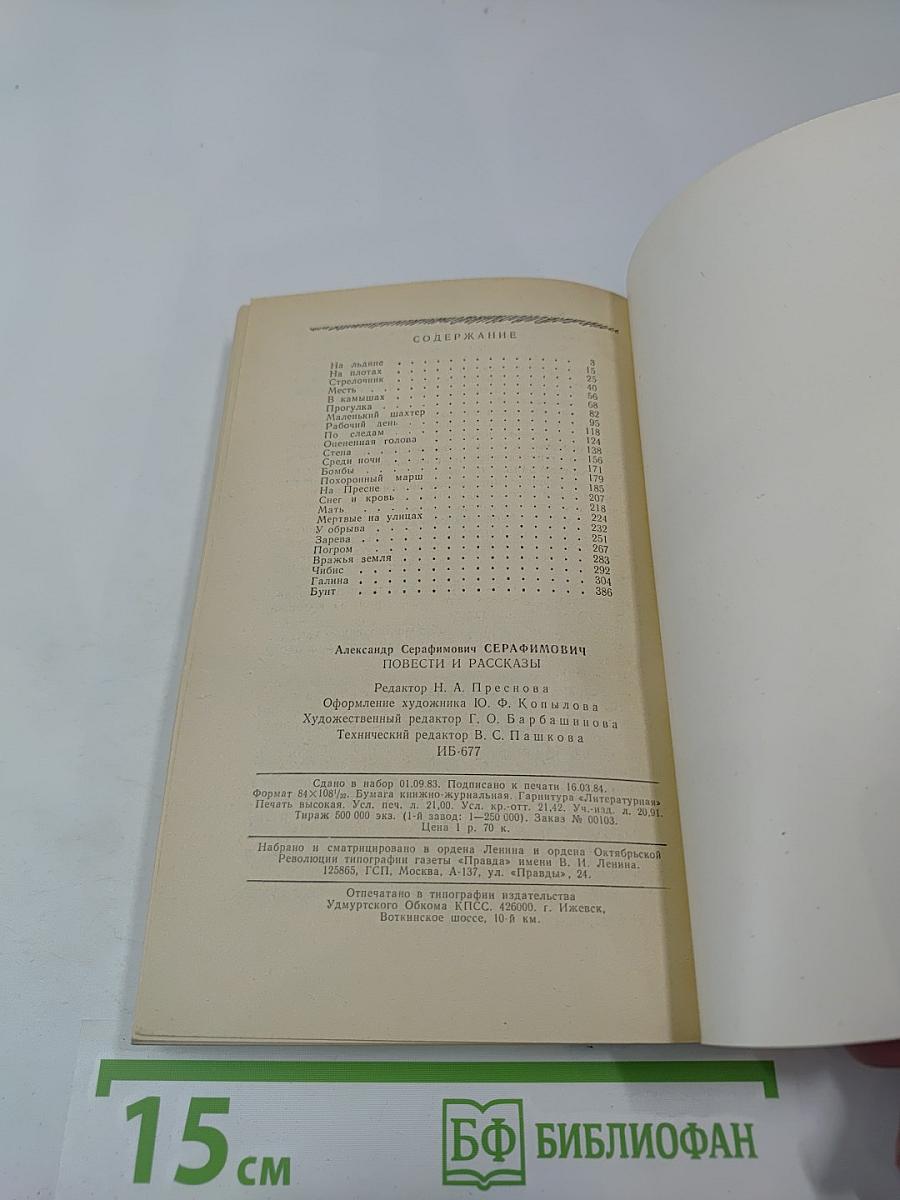 СОДЕРЖАНИЕ
На льдине 3
На плотах 15
Стрелочник 25
Месть 40
В камышах 56
Прогулка 68
Маленький шахтер 82
Рабочий день 95
По следам 118
Оцененная голова 124
Стена 138
Среди ночи 156
Бомбы 171
Похоронный марш 179
На Пресне 185
Снег и кровь 207
Мать 218
Мертвые на улицах 224
У обрыва 232
Зарева 251
Погром 267
Вражья земля 283
Чибис 292
Галина 304
Бунт 386
Александр Серафимович СЕРАФИМОВИЧ
ПОВЕСТИ И РАССКАЗЫ
Редактор Н. А. Преснова
Оформление художника Ю. Ф. Копылова
Художественный редактор Г. О. Барбашинова
Технический редактор В. С. Пашкова
ИБ-677
Сдано в набор 01.09.83. Подписано к печати 16.03.84.
Формат 84×108¹/₃₂. Бумага книжно-журнальная. Гарнитура «Литературная»
Печать высокая. Усл. печ. л. 21,00. Усл. кр.-отт. 21,42. Уч.-изд. л. 20,91.
Тираж 500 000 экз. (1-й завод: 1—250 000). Заказ № 00103.
Цена 1 р. 70 к.
Набрано и сматрицировано в ордена Ленина и ордена Октябрьской
Революции типографии газеты «Правда» имени В. И. Ленина.
125865, ГСП, Москва, А-137, ул. «Правды», 24.
Отпечатано в типографии издательства
Удмуртского Обкома КПСС. 426000. г. Ижевск,
Воткинское шоссе, 10-й км.
15 см
БФ БИБЛИОФАН